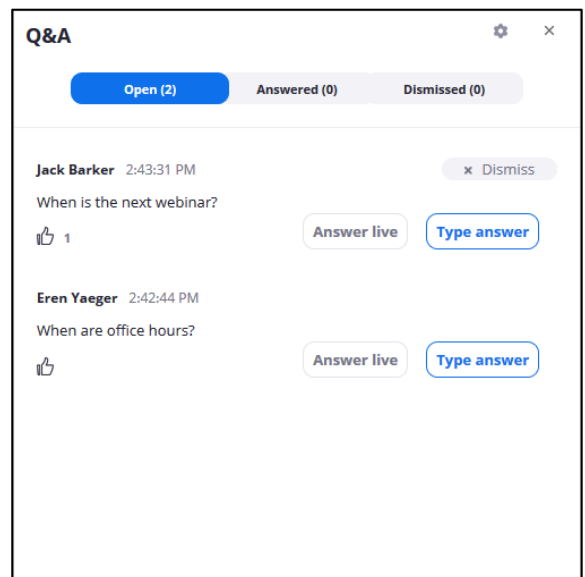 Q&A
Open (2) Answered (0) Dismissed (0)
Jack Barker 2:43:31 PM × Dismiss
When is the next webinar?
1 Answer live Type answer
Eren Yaeger 2:42:44 PM
When are office hours?
Answer live Type answer